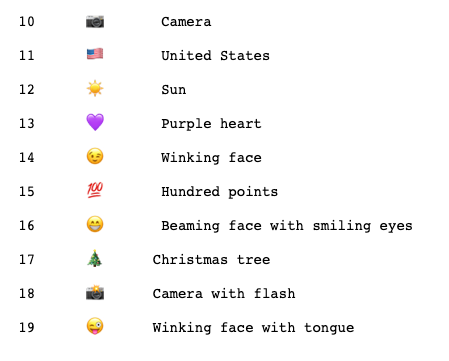 10 📷 Camera
11 🇺🇸 United States
12 ☀ Sun
13 💜 Purple heart
14 😉 Winking face
15 💯 Hundred points
16 😁 Beaming face with smiling eyes
17 🎄 Christmas tree
18 📸 Camera with flash
19 😜 Winking face with tongue